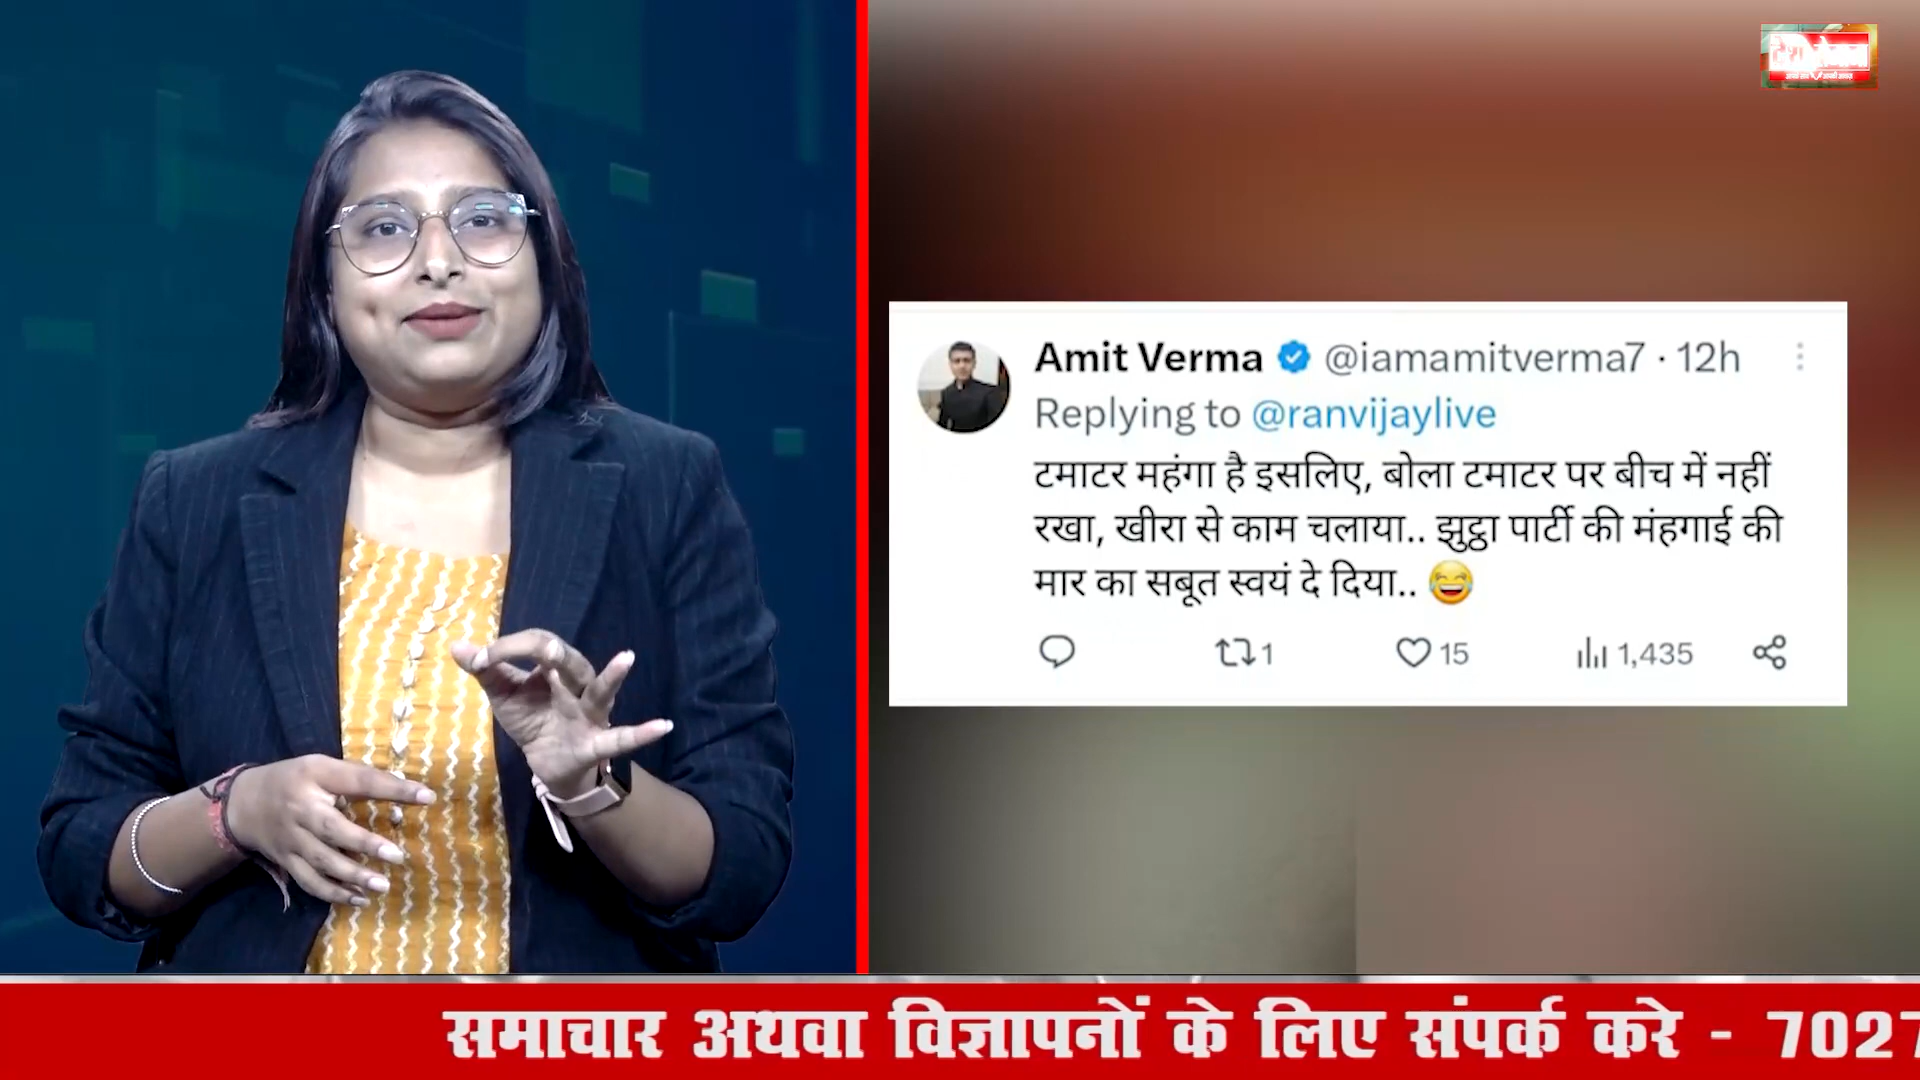 Amit Verma @iamamitverma7 · 12h
Replying to @ranvijaylive
टमाटर महंगा है इसलिए, बोला टमाटर पर बीच में नहीं
रखा, खीरा से काम चलाया.. झुट्ठा पार्टी की मंहगाई की
मार का सबूत स्वयं दे दिया.. 😂
1 15 1,435
समाचार अथवा विज्ञापनों के लिए संपर्क करे - 7027